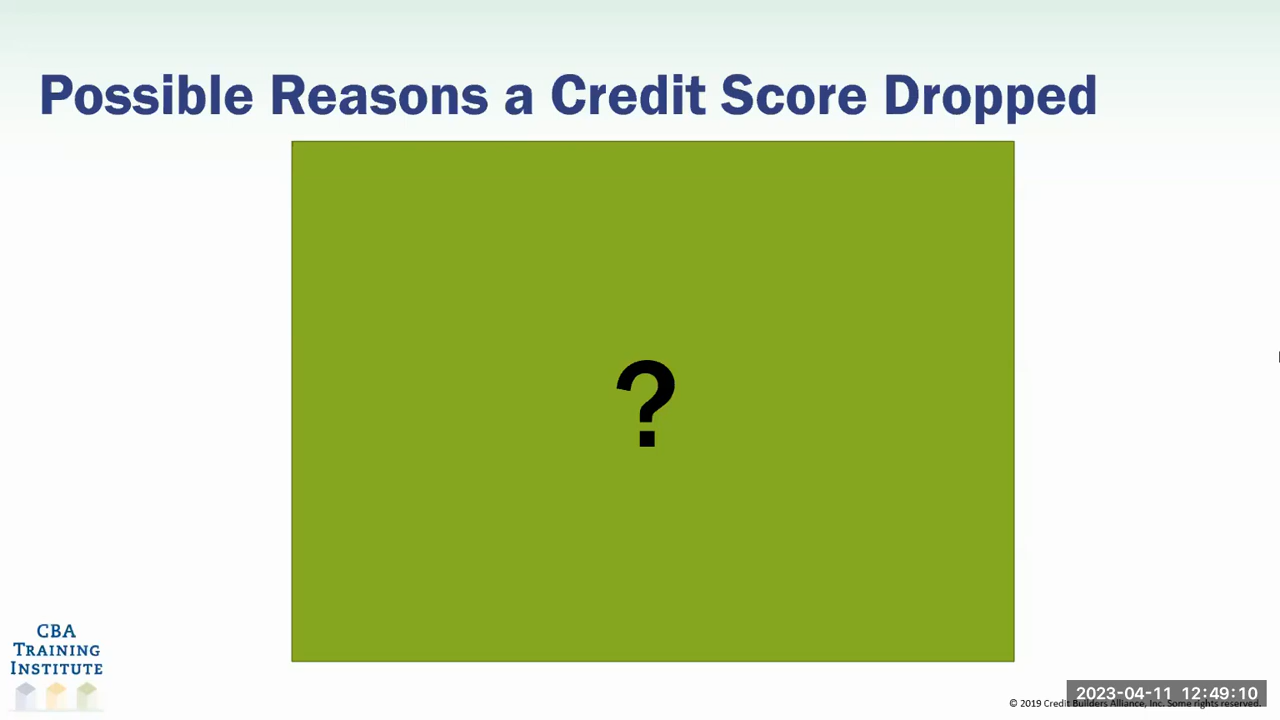 Possible Reasons a Credit Score Dropped
?
CBA
TRAINING
INSTITUTE
2023-04-11 12:49:10
© 2019 Credit Builders Alliance, Inc. Some rights reserved.